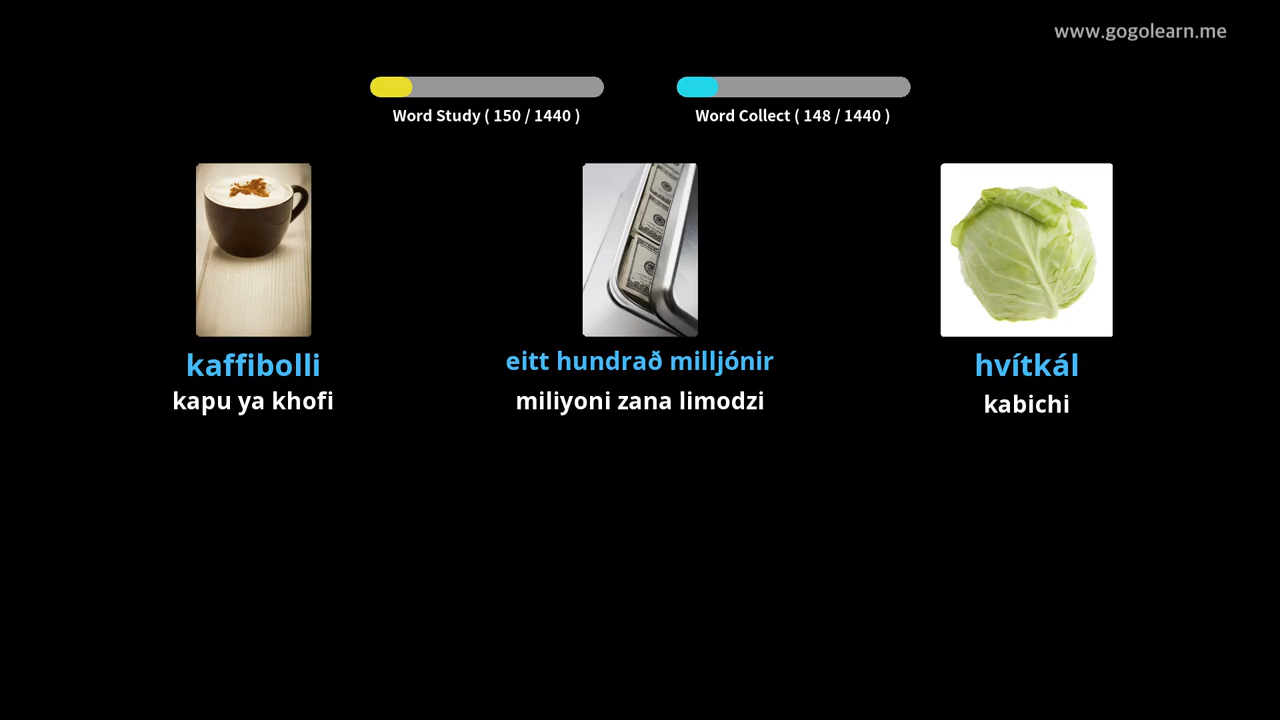 www.gogolearn.me
Word Study ( 150 / 1440 )
Word Collect ( 148 / 1440 )
kaffibolli
kapu ya khofi
eitt hundrað milljónir
miliyoni zana limodzi
hvítkál
kabichi